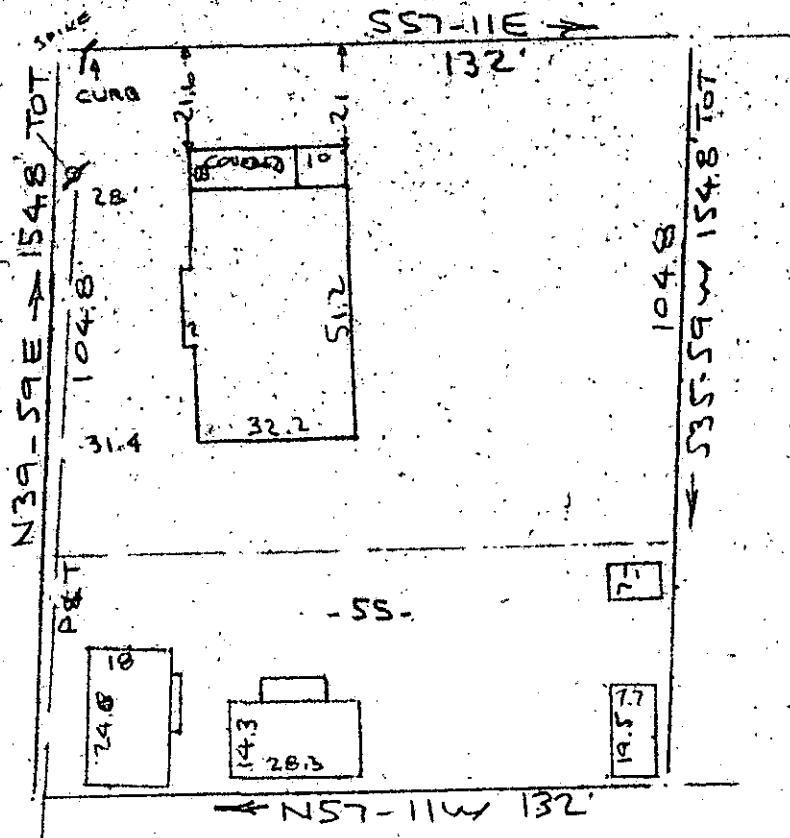 S57-11E
132'
SPIKE
CURB
21.6
21
COVERED
10
28
N39-59E 154.8' TOT
104.8'
51.2
104.8
S35-59W 154.8' TOT
31.4
32.2
P&T
-55-
18
24.8
14.3
28.3
7.7
19.5
N57-11W 132'